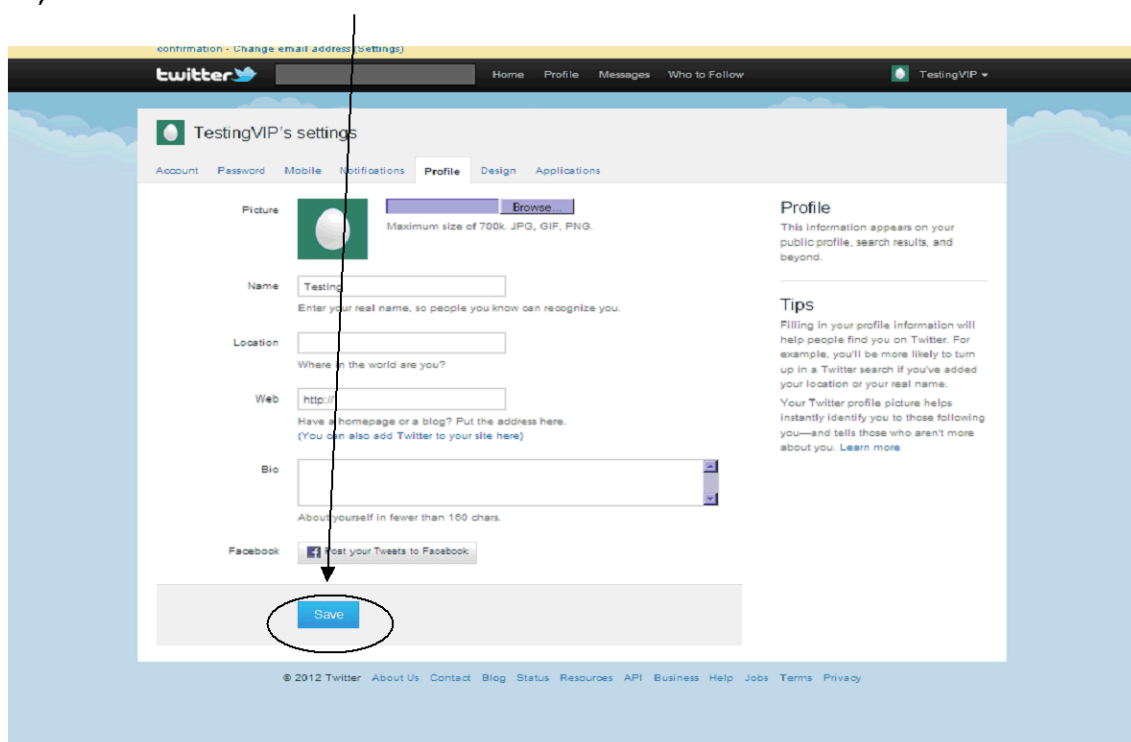 confirmation - Change email address (Settings)
twitter Home Profile Messages Who to Follow TestingVIP
TestingVIP's settings
Account Password Mobile Notifications Profile Design Applications
Picture
Browse...
Maximum size of 700k. JPG, GIF, PNG.
Name
Testing
Enter your real name, so people you know can recognize you.
Location
Where in the world are you?
Web
http://
Have a homepage or a blog? Put the address here.
(You can also add Twitter to your site here)
Bio
About yourself in fewer than 160 chars.
Facebook
Post your Tweets to Facebook
Save
Profile
This information appears on your
public profile, search results, and
beyond.
Tips
Filling in your profile information will
help people find you on Twitter. For
example, you'll be more likely to turn
up in a Twitter search if you've added
your location or your real name.
Your Twitter profile picture helps
instantly identify you to those following
you—and tells those who aren't more
about you. Learn more
© 2012 Twitter About Us Contact Blog Status Resources API Business Help Jobs Terms Privacy